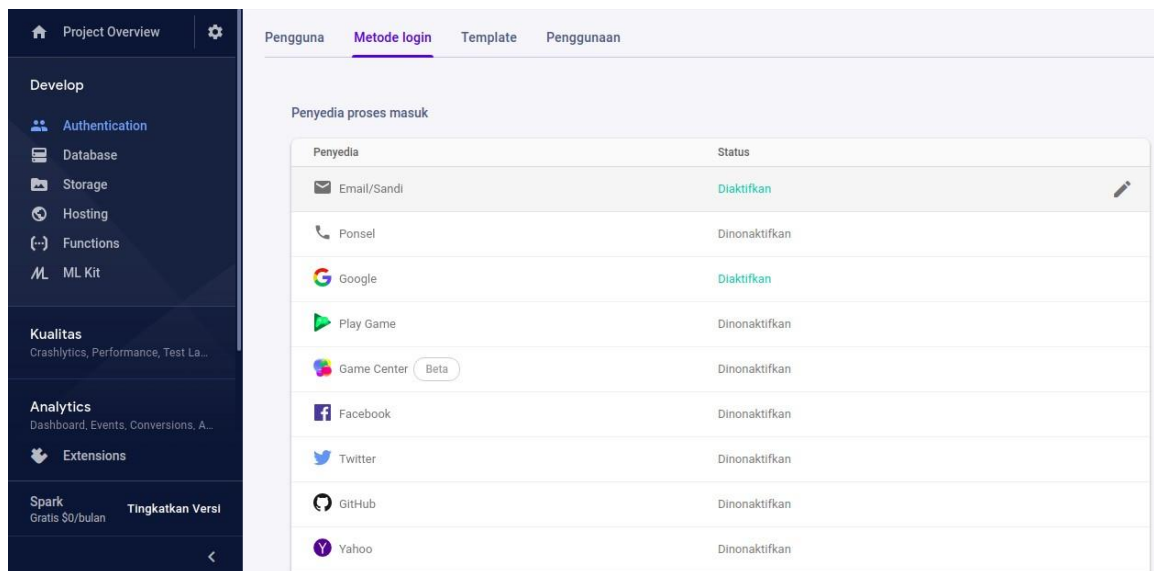 Project Overview
Develop
Authentication
Database
Storage
Hosting
Functions
ML Kit
Kualitas
Crashlytics, Performance, Test La...
Analytics
Dashboard, Events, Conversions, A...
Extensions
Spark
Gratis $0/bulan
Tingkatkan Versi
Pengguna Metode login Template Penggunaan
Penyedia proses masuk
Penyedia Status
Email/Sandi Diaktifkan
Ponsel Dinonaktifkan
Google Diaktifkan
Play Game Dinonaktifkan
Game Center Beta Dinonaktifkan
Facebook Dinonaktifkan
Twitter Dinonaktifkan
GitHub Dinonaktifkan
Yahoo Dinonaktifkan